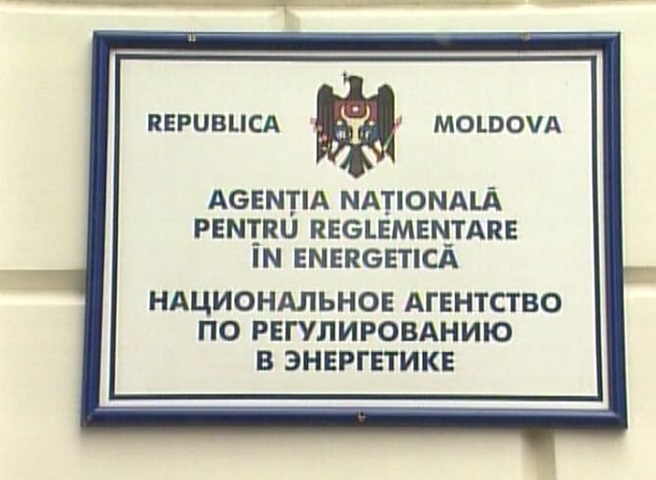 REPUBLICA MOLDOVA
AGENȚIA NAȚIONALĂ
PENTRU REGLEMENTARE
ÎN ENERGETICĂ
НАЦИОНАЛЬНОЕ АГЕНТСТВО
ПО РЕГУЛИРОВАНИЮ
В ЭНЕРГЕТИКЕ